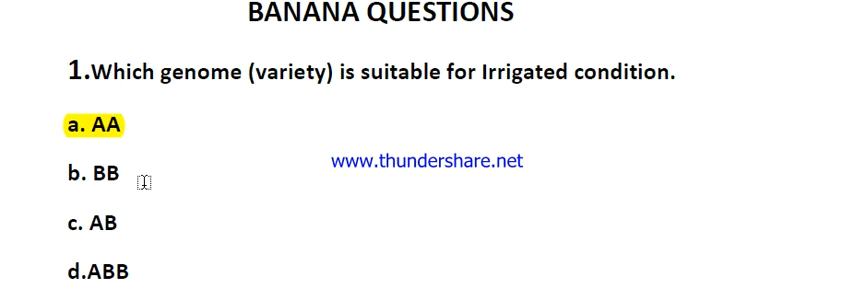 BANANA QUESTIONS
1.Which genome (variety) is suitable for Irrigated condition.
a. AA
www.thundershare.net
b. BB
c. AB
d.ABB